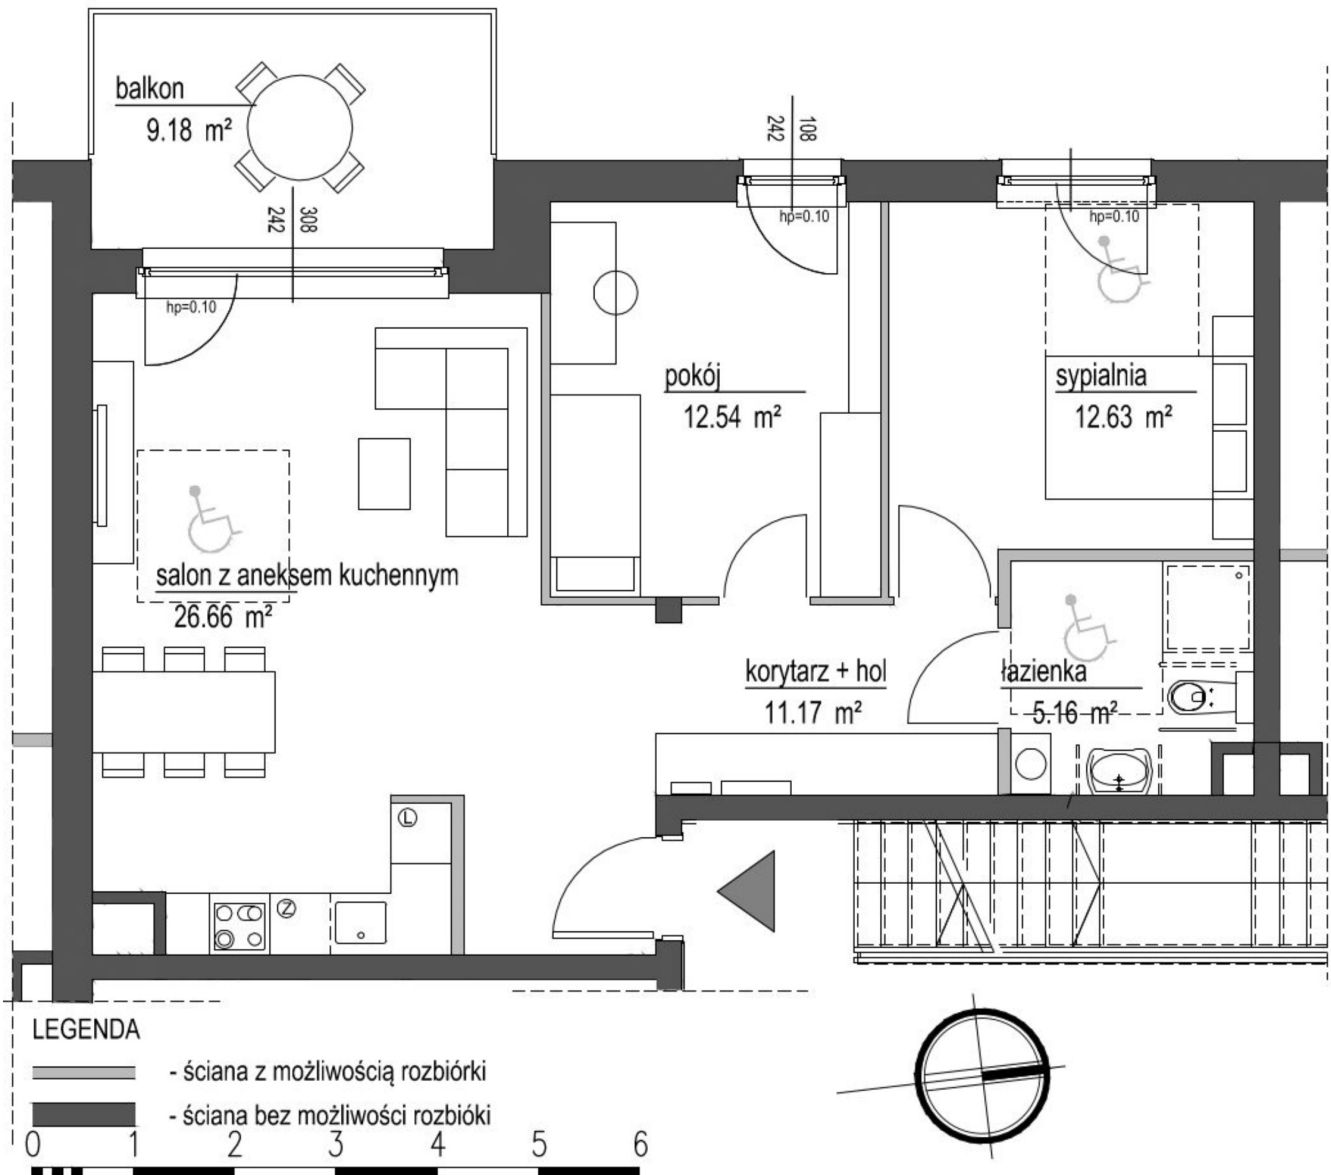 balkon
9.18 m²
242
308
hp=0.10
242
108
hp=0.10
hp=0.10
pokój
12.54 m²
sypialnia
12.63 m²
salon z aneksem kuchennym
26.66 m²
korytarz + hol
11.17 m²
łazienka
5.16 m²
L
Z
LEGENDA
- ściana z możliwością rozbiórki
- ściana bez możliwości rozbióki
0 1 2 3 4 5 6